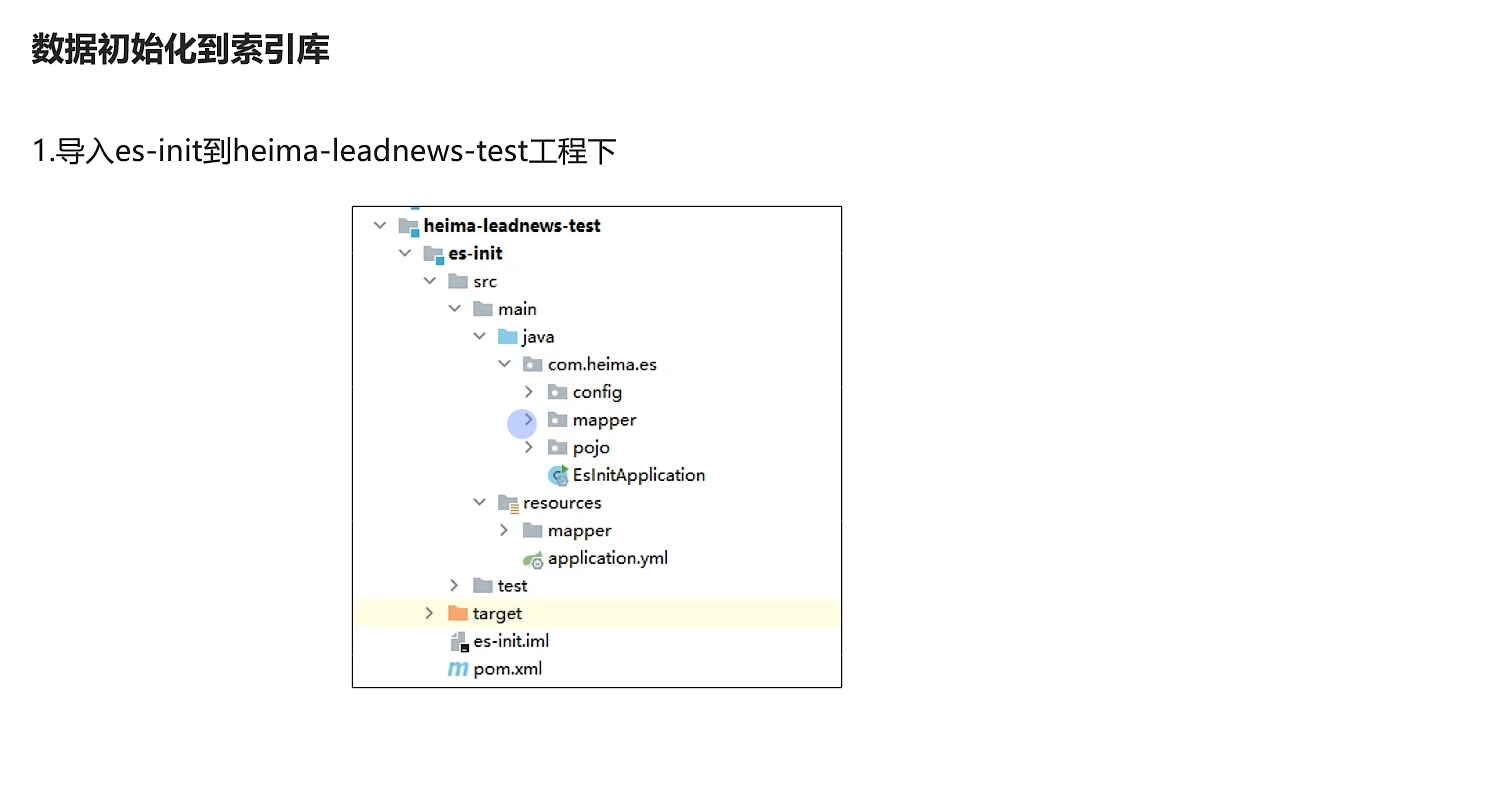 数据初始化到索引库
1.导入es-init到heima-leadnews-test工程下
heima-leadnews-test
es-init
src
main
java
com.heima.es
config
mapper
pojo
EsInitApplication
resources
mapper
application.yml
test
target
es-init.iml
pom.xml